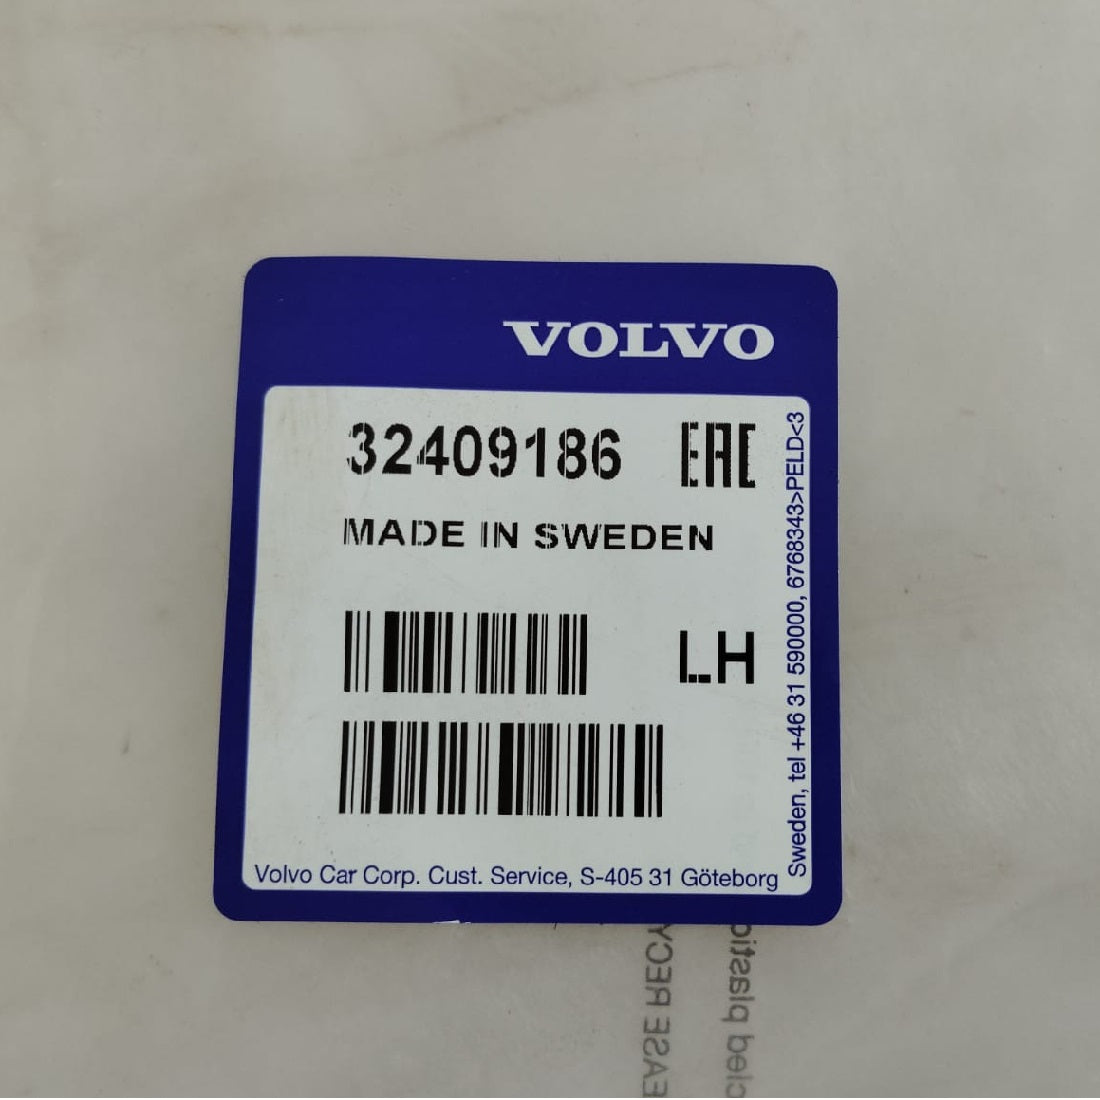 VOLVO
32409186 EAC
MADE IN SWEDEN
LH
Volvo Car Corp. Cust. Service, S-405 31 Göteborg
Sweden, tel +46 31 590000, 6768343>PELD<3